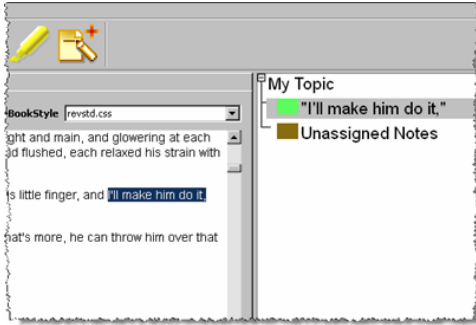 BookStyle revstd.css
ght and main, and glowering at each
d flushed, each relaxed his strain with
s little finger, and I'll make him do it,
hat's more, he can throw him over that
My Topic
"I'll make him do it,"
Unassigned Notes